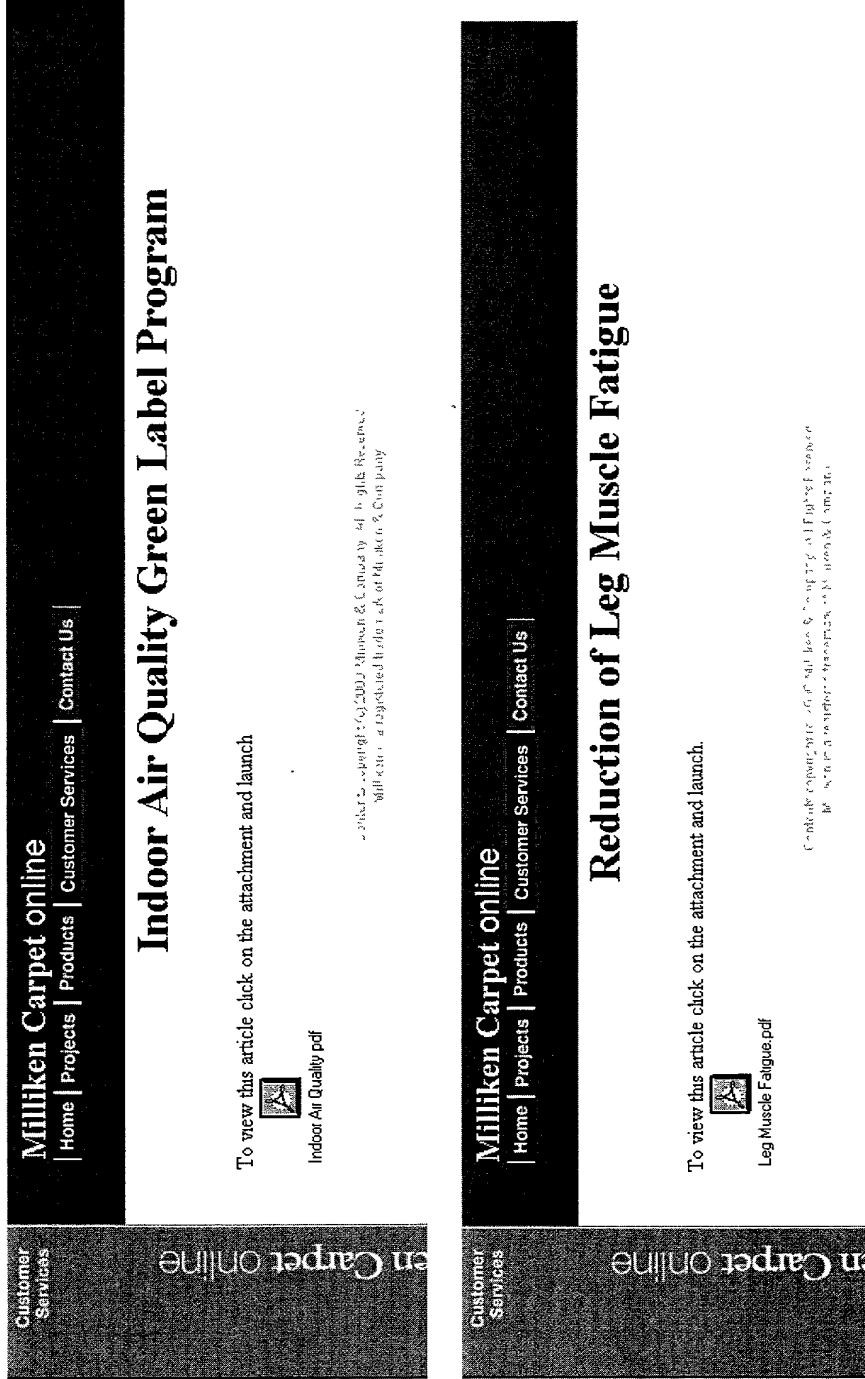 Customer
Services
en Carpet online
Milliken Carpet online
| Home | Projects | Products | Customer Services | Contact Us |
Indoor Air Quality Green Label Program
To view this article click on the attachment and launch
Indoor Air Quality pdf
Customer
Services
en Carpet online
Milliken Carpet online
| Home | Projects | Products | Customer Services | Contact Us |
Reduction of Leg Muscle Fatigue
To view this article click on the attachment and launch.
Leg Muscle Fatigue.pdf